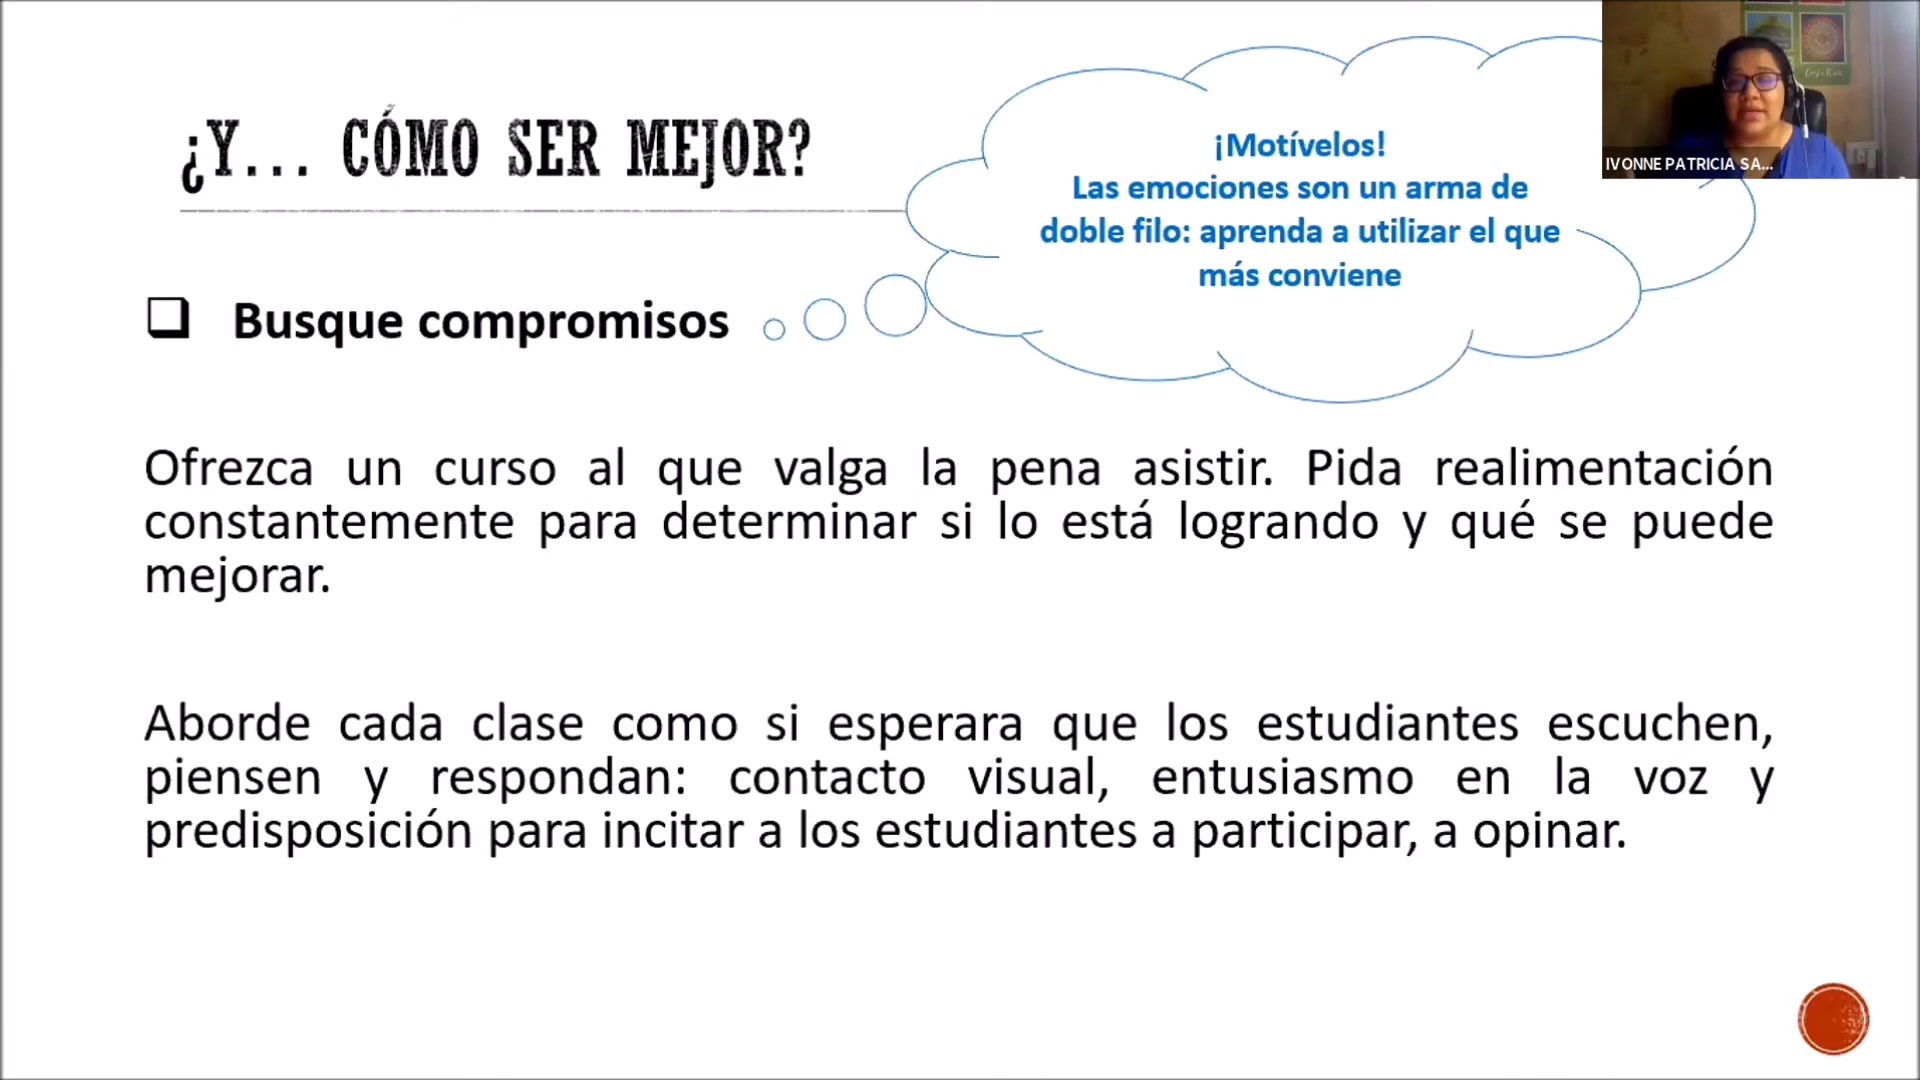 ¿Y... CÓMO SER MEJOR?
¡Motívelos!
Las emociones son un arma de
doble filo: aprenda a utilizar el que
más conviene
Costa Rica
IVONNE PATRICIA SA...
Busque compromisos
Ofrezca un curso al que valga la pena asistir. Pida realimentación
constantemente para determinar si lo está logrando y qué se puede
mejorar.
Aborde cada clase como si esperara que los estudiantes escuchen,
piensen y respondan: contacto visual, entusiasmo en la voz y
predisposición para incitar a los estudiantes a participar, a opinar.